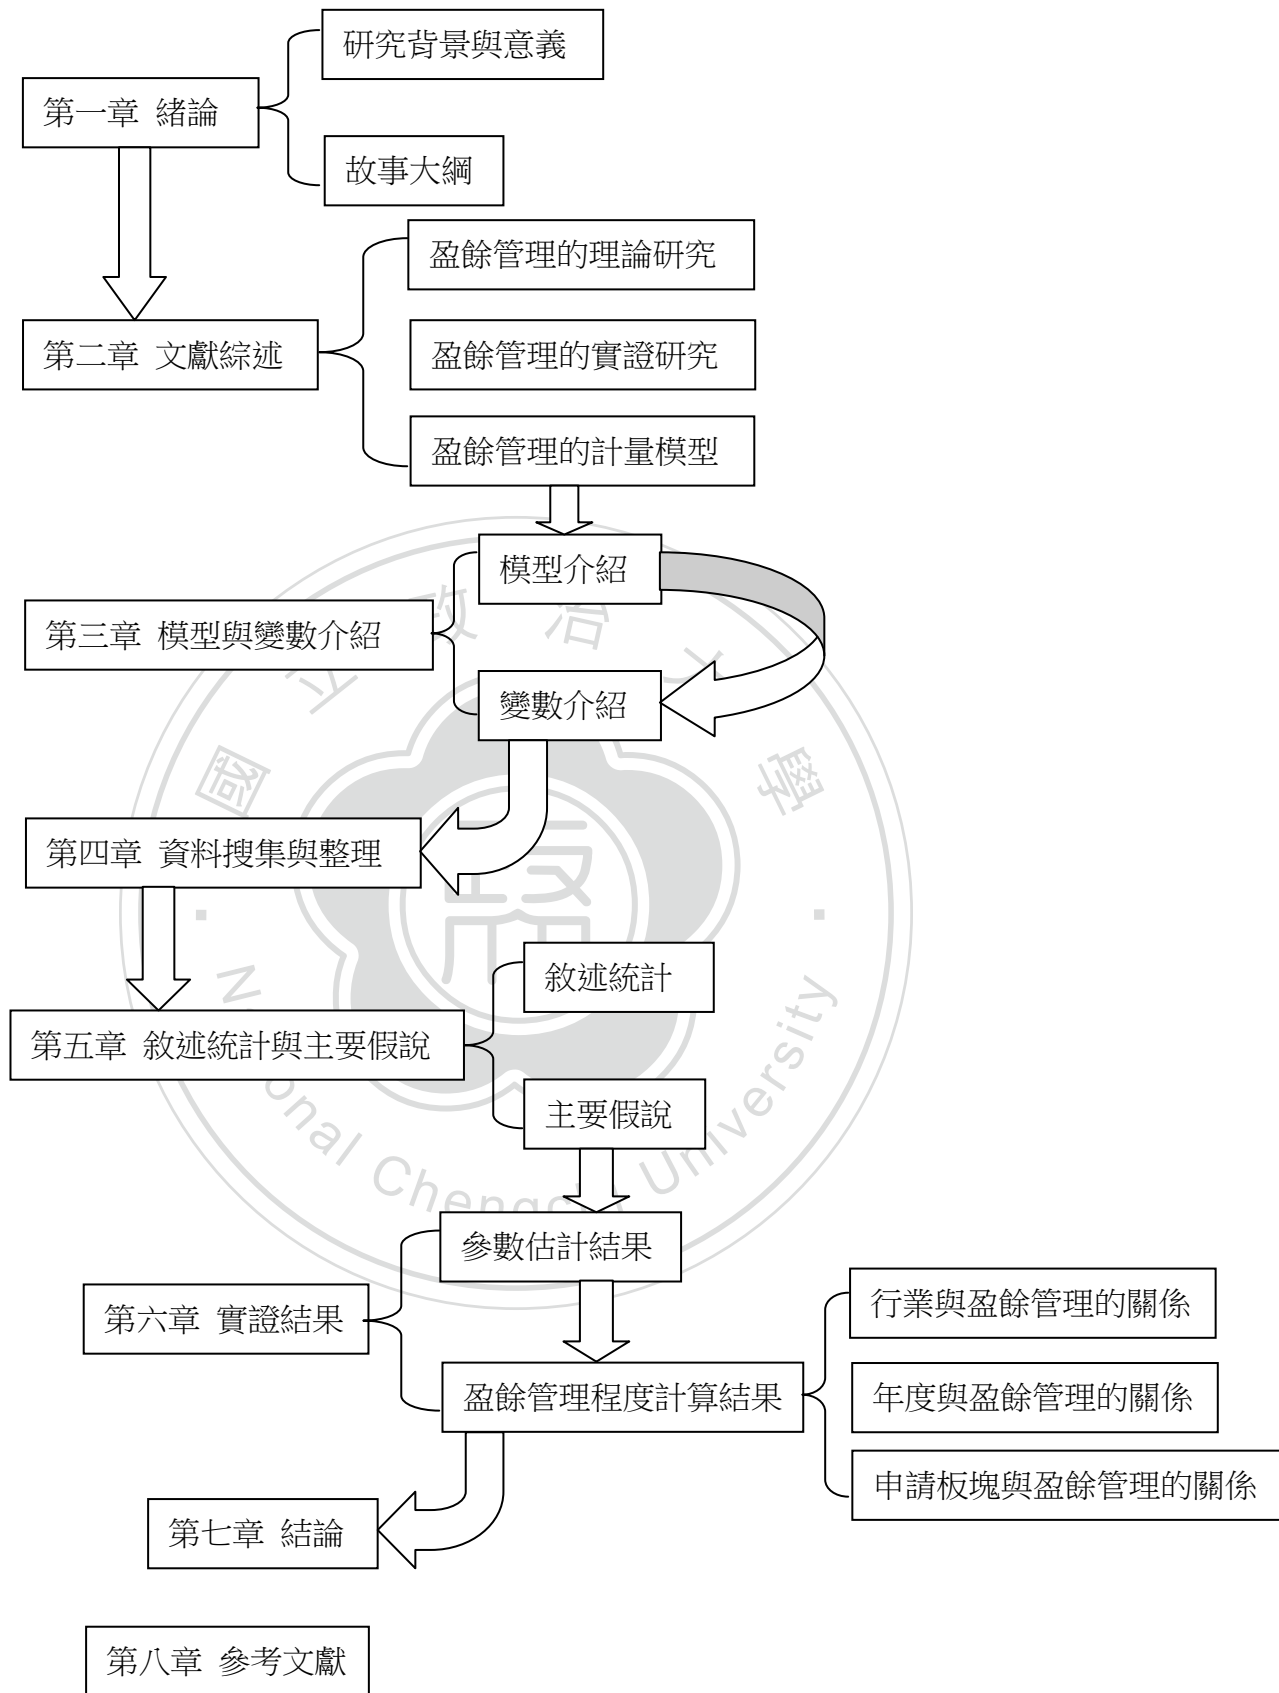 研究背景與意義
第一章 緒論
故事大綱
盈餘管理的理論研究
第二章 文獻綜述
盈餘管理的實證研究
盈餘管理的計量模型
模型介紹
第三章 模型與變數介紹
變數介紹
第四章 資料搜集與整理
敘述統計
第五章 敘述統計與主要假說
主要假說
參數估計結果
第六章 實證結果
行業與盈餘管理的關係
盈餘管理程度計算結果
年度與盈餘管理的關係
申請板塊與盈餘管理的關係
第七章 結論
第八章 參考文獻
國 立 政 治 大 學
Chengchi University